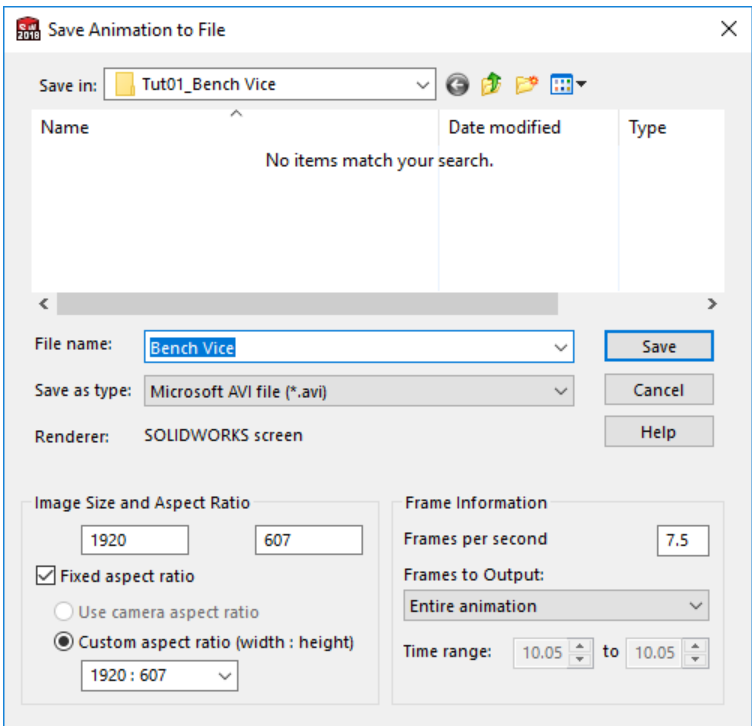 SW 2018 Save Animation to File
Save in: Tut01_Bench Vice
Name Date modified Type
No items match your search.
File name: Bench Vice Save
Save as type: Microsoft AVI file (*.avi) Cancel
Renderer: SOLIDWORKS screen Help
Image Size and Aspect Ratio
1920 607
Fixed aspect ratio
Use camera aspect ratio
Custom aspect ratio (width : height)
1920 : 607
Frame Information
Frames per second 7.5
Frames to Output:
Entire animation
Time range: 10.05 to 10.05